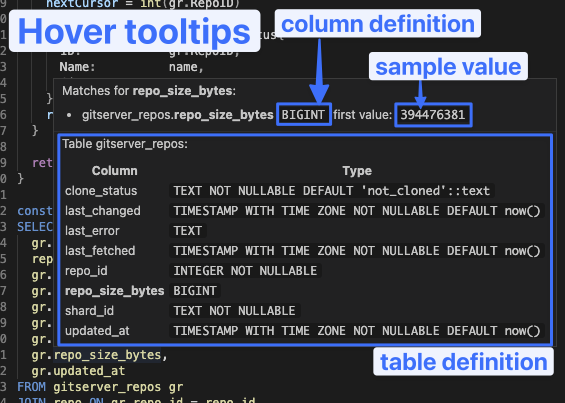 nextCursor = int(gr.RepoID)
Hover tooltips
column definition
gr.RepoID,
Name: name,
sample value
Matches for repo_size_bytes:
• gitserver_repos.repo_size_bytes BIGINT first value: 394476381
Table gitserver_repos:
Column Type
clone_status TEXT NOT NULLABLE DEFAULT 'not_cloned'::text
last_changed TIMESTAMP WITH TIME ZONE NOT NULLABLE DEFAULT now()
last_error TEXT
last_fetched TIMESTAMP WITH TIME ZONE NOT NULLABLE DEFAULT now()
repo_id INTEGER NOT NULLABLE
repo_size_bytes BIGINT
shard_id TEXT NOT NULLABLE
updated_at TIMESTAMP WITH TIME ZONE NOT NULLABLE DEFAULT now()
}
r
}
ret
}
const
SELEC
gr.
rep
gr.
gr.
gr.
gr.
gr.
gr.repo_size_bytes,
gr.updated_at
table definition
FROM gitserver_repos gr
JOIN repo ON gr.repo_id = repo.id